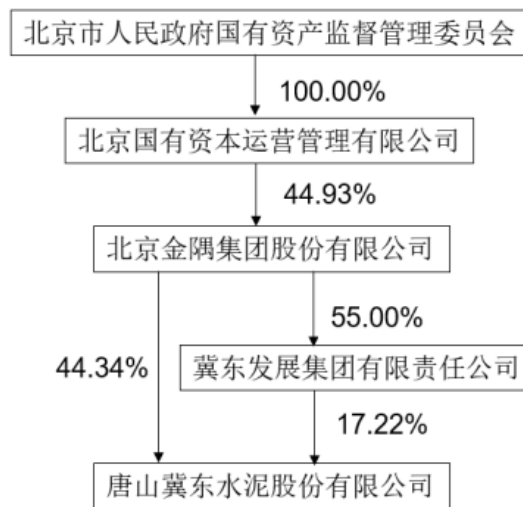 北京市人民政府国有资产监督管理委员会
100.00%
北京国有资本运营管理有限公司
44.93%
北京金隅集团股份有限公司
55.00%
44.34%
冀东发展集团有限责任公司
17.22%
唐山冀东水泥股份有限公司